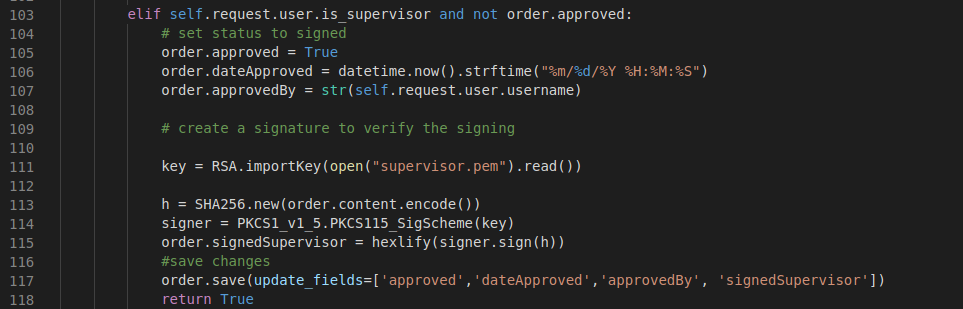 103 elif self.request.user.is_supervisor and not order.approved:
104 # set status to signed
105 order.approved = True
106 order.dateApproved = datetime.now().strftime("%m/%d/%Y %H:%M:%S")
107 order.approvedBy = str(self.request.user.username)
108
109 # create a signature to verify the signing
110
111 key = RSA.importKey(open("supervisor.pem").read())
112
113 h = SHA256.new(order.content.encode())
114 signer = PKCS1_v1_5.PKCS115_SigScheme(key)
115 order.signedSupervisor = hexlify(signer.sign(h))
116 #save changes
117 order.save(update_fields=['approved','dateApproved','approvedBy', 'signedSupervisor'])
118 return True